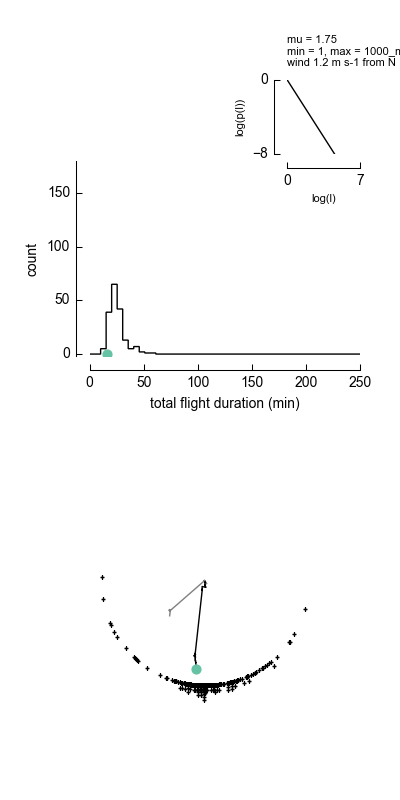 mu = 1.75
min = 1, max = 1000_m
wind 1.2 m s-1 from N
0
−8
log(p(l))
0 7
log(l)
150
100
50
0
count
0 50 100 150 200 250
total flight duration (min)